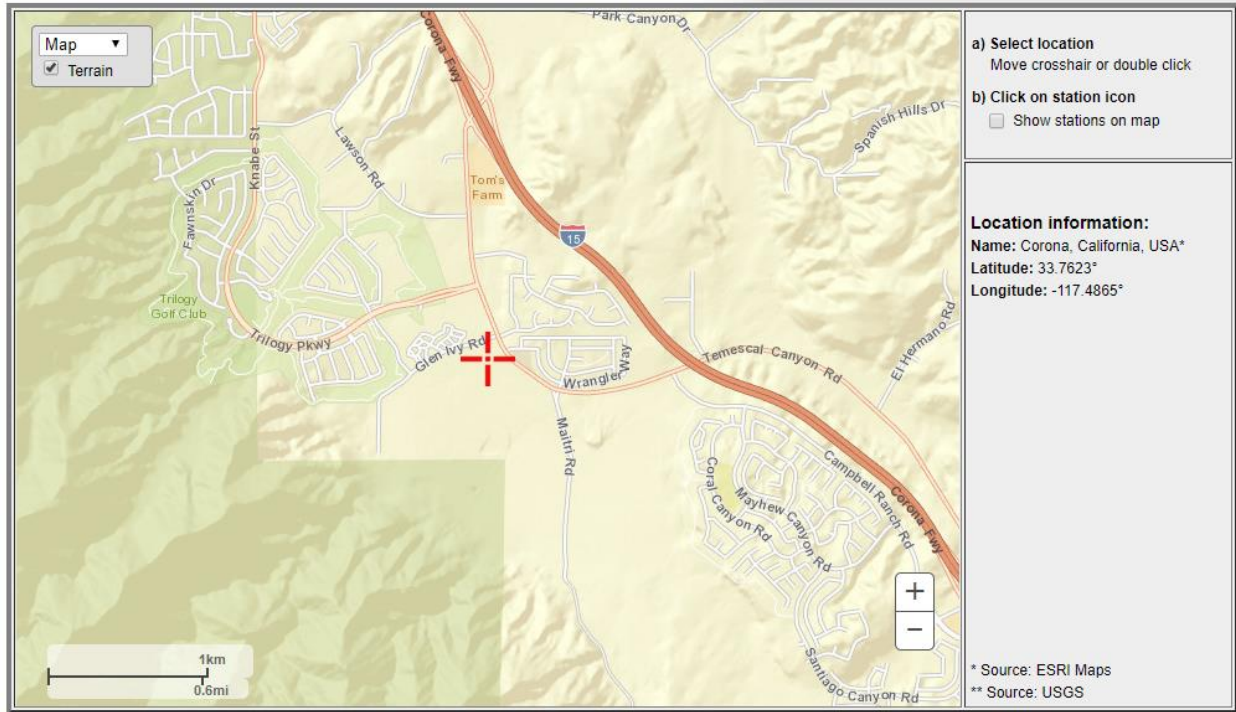 Map
Terrain
Park Canyon Dr
Corona Fwy
Spanish Hills Dr
Knabe St
Lawson Rd
Tom's
Farm
Fawnskin Dr
15
Trilogy
Golf Club
Trilogy Pkwy
Glen Ivy Rd
Wrangler Way
Temescal Canyon Rd
El Hermano Rd
Maitri Rd
Campbell Ranch Rd
Coral Canyon Rd
Mayhew Canyon Rd
Corona Fwy
Santiago Canyon Rd
+
−
1km
0.6mi
a) Select location
Move crosshair or double click
b) Click on station icon
Show stations on map
Location information:
Name: Corona, California, USA*
Latitude: 33.7623°
Longitude: -117.4865°
* Source: ESRI Maps
** Source: USGS